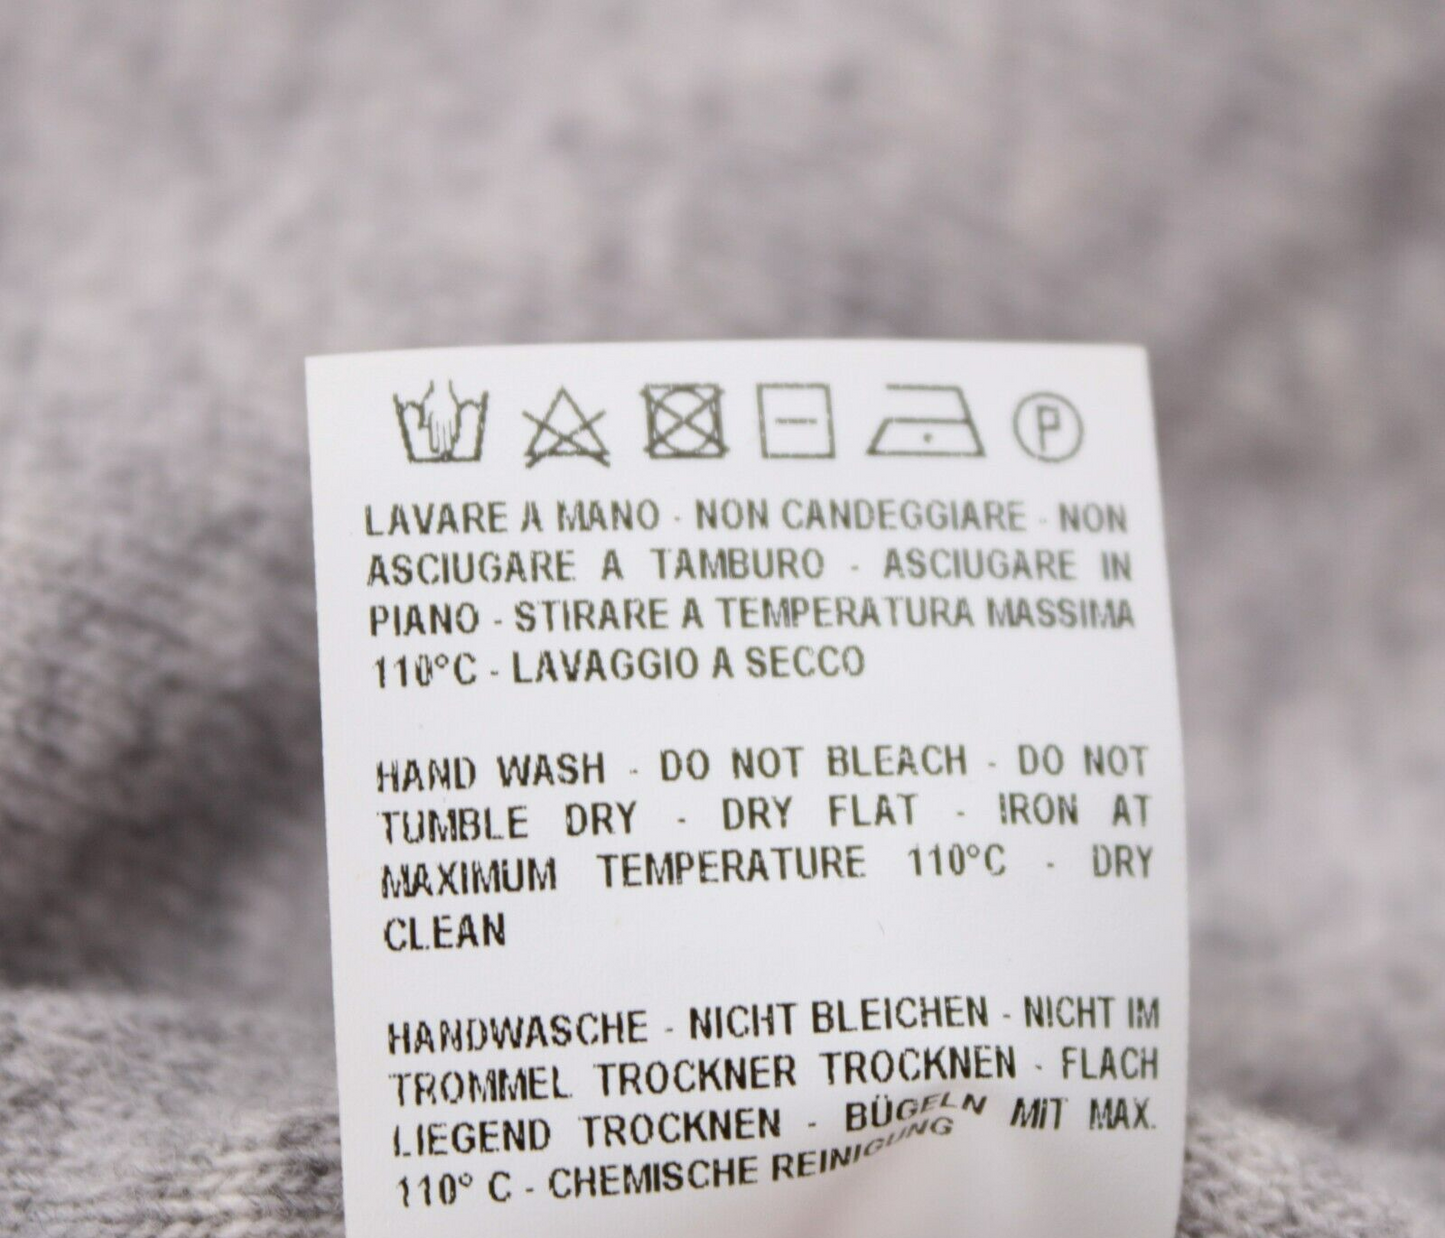 P
LAVARE A MANO - NON CANDEGGIARE - NON
ASCIUGARE A TAMBURO - ASCIUGARE IN
PIANO - STIRARE A TEMPERATURA MASSIMA
110°C - LAVAGGIO A SECCO
HAND WASH - DO NOT BLEACH - DO NOT
TUMBLE DRY - DRY FLAT - IRON AT
MAXIMUM TEMPERATURE 110°C - DRY
CLEAN
HANDWASCHE - NICHT BLEICHEN - NICHT IM
TROMMEL TROCKNER TROCKNEN - FLACH
LIEGEND TROCKNEN - BÜGELN MIT MAX.
110° C - CHEMISCHE REINIGUNG